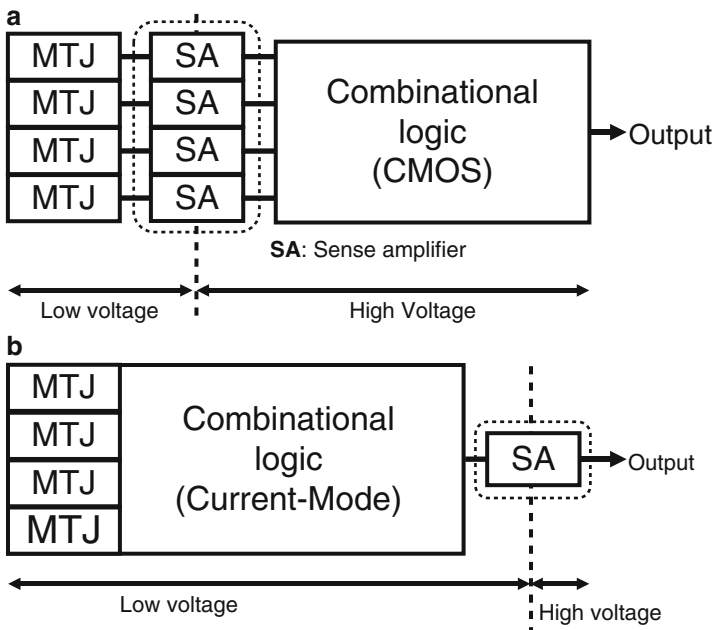 a
MTJ SA
MTJ SA
MTJ SA
MTJ SA
Combinational
logic
(CMOS)
Output
SA: Sense amplifier
Low voltage
High Voltage
b
MTJ
MTJ
MTJ
MTJ
Combinational
logic
(Current-Mode)
SA
Output
Low voltage
High voltage